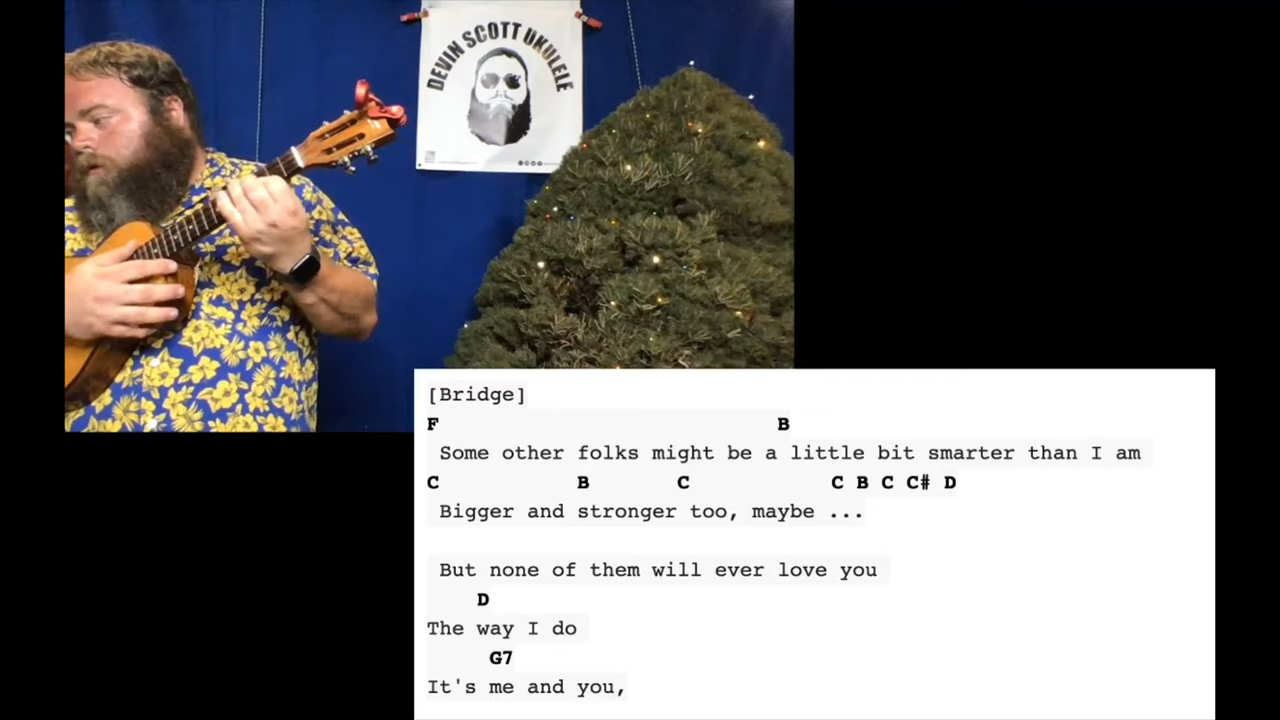 DEVIN SCOTT UKULELE
[Bridge]
F B
Some other folks might be a little bit smarter than I am
C B C C B C C# D
Bigger and stronger too, maybe ...
But none of them will ever love you
D
The way I do
G7
It's me and you,